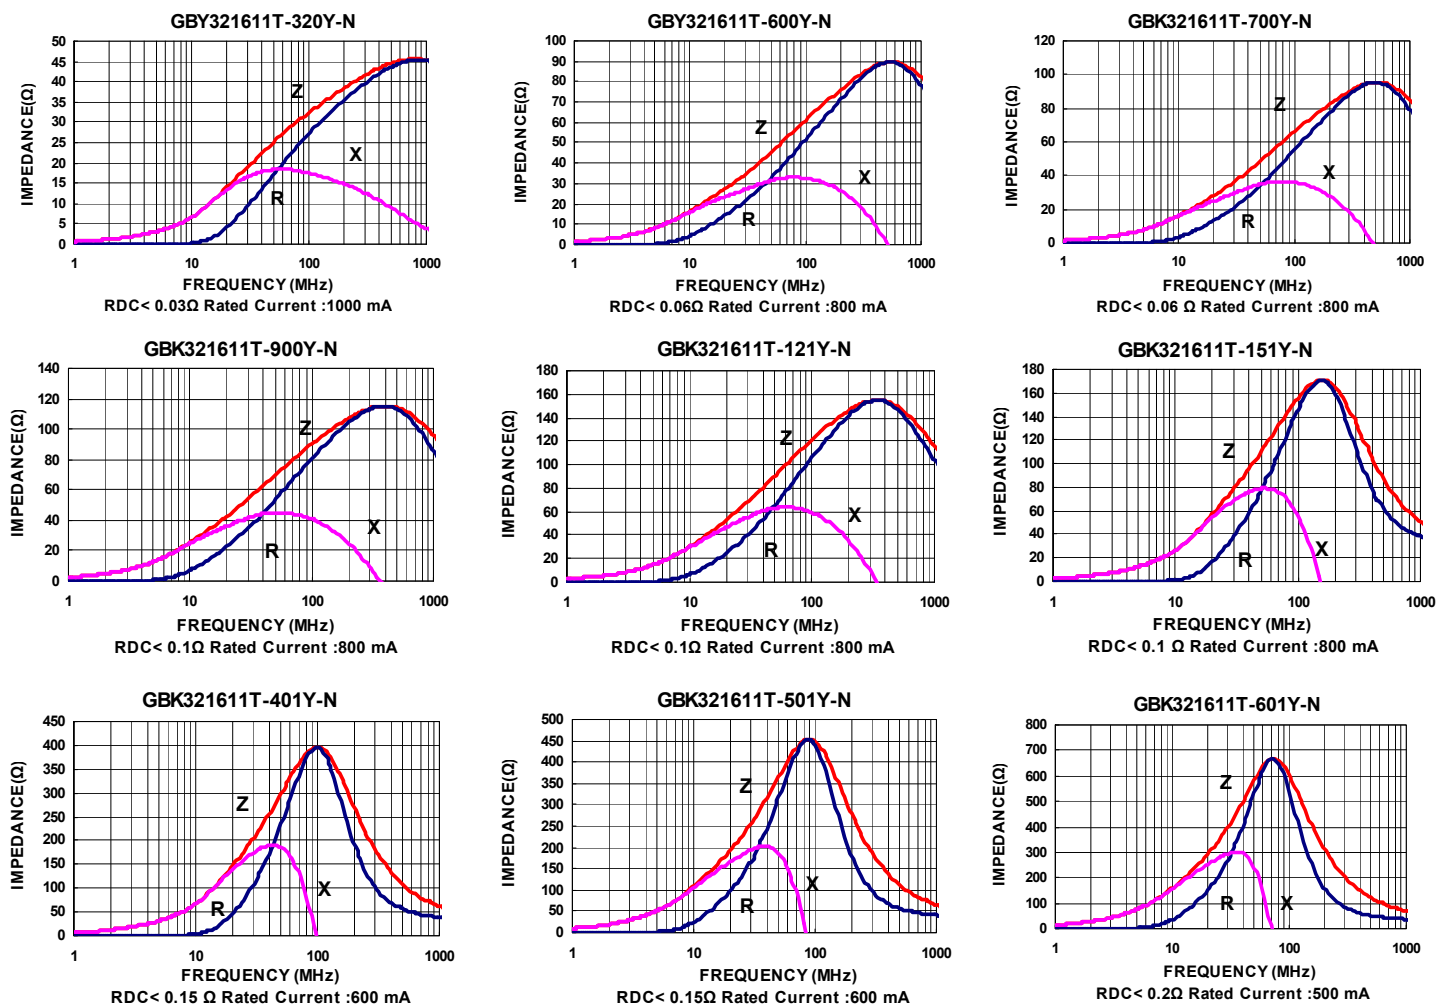 GBY321611T-320Y-N
IMPEDANCE(Ω)
50
45
40
35
30
25
20
15
10
5
0
Z
X
R
1 10 100 1000
FREQUENCY (MHz)
RDC< 0.03Ω Rated Current :1000 mA
GBY321611T-600Y-N
IMPEDANCE(Ω)
100
90
80
70
60
50
40
30
20
10
0
Z
X
R
1 10 100 1000
FREQUENCY (MHz)
RDC< 0.06Ω Rated Current :800 mA
GBK321611T-700Y-N
IMPEDANCE(Ω)
120
100
80
60
40
20
0
Z
X
R
1 10 100 1000
FREQUENCY (MHz)
RDC< 0.06 Ω Rated Current :800 mA
GBK321611T-900Y-N
IMPEDANCE(Ω)
140
120
100
80
60
40
20
0
Z
X
R
1 10 100 1000
FREQUENCY (MHz)
RDC< 0.1Ω Rated Current :800 mA
GBK321611T-121Y-N
IMPEDANCE(Ω)
180
160
140
120
100
80
60
40
20
0
Z
X
R
1 10 100 1000
FREQUENCY (MHz)
RDC< 0.1Ω Rated Current :800 mA
GBK321611T-151Y-N
IMPEDANCE(Ω)
180
160
140
120
100
80
60
40
20
0
Z
X
R
1 10 100 1000
FREQUENCY (MHz)
RDC< 0.1 Ω Rated Current :800 mA
GBK321611T-401Y-N
IMPEDANCE(Ω)
450
400
350
300
250
200
150
100
50
0
Z
X
R
1 10 100 1000
FREQUENCY (MHz)
RDC< 0.15 Ω Rated Current :600 mA
GBK321611T-501Y-N
IMPEDANCE(Ω)
500
450
400
350
300
250
200
150
100
50
0
Z
X
R
1 10 100 1000
FREQUENCY (MHz)
RDC< 0.15Ω Rated Current :600 mA
GBK321611T-601Y-N
IMPEDANCE(Ω)
800
700
600
500
400
300
200
100
0
Z
R
X
1 10 100 1000
FREQUENCY (MHz)
RDC< 0.2Ω Rated Current :500 mA